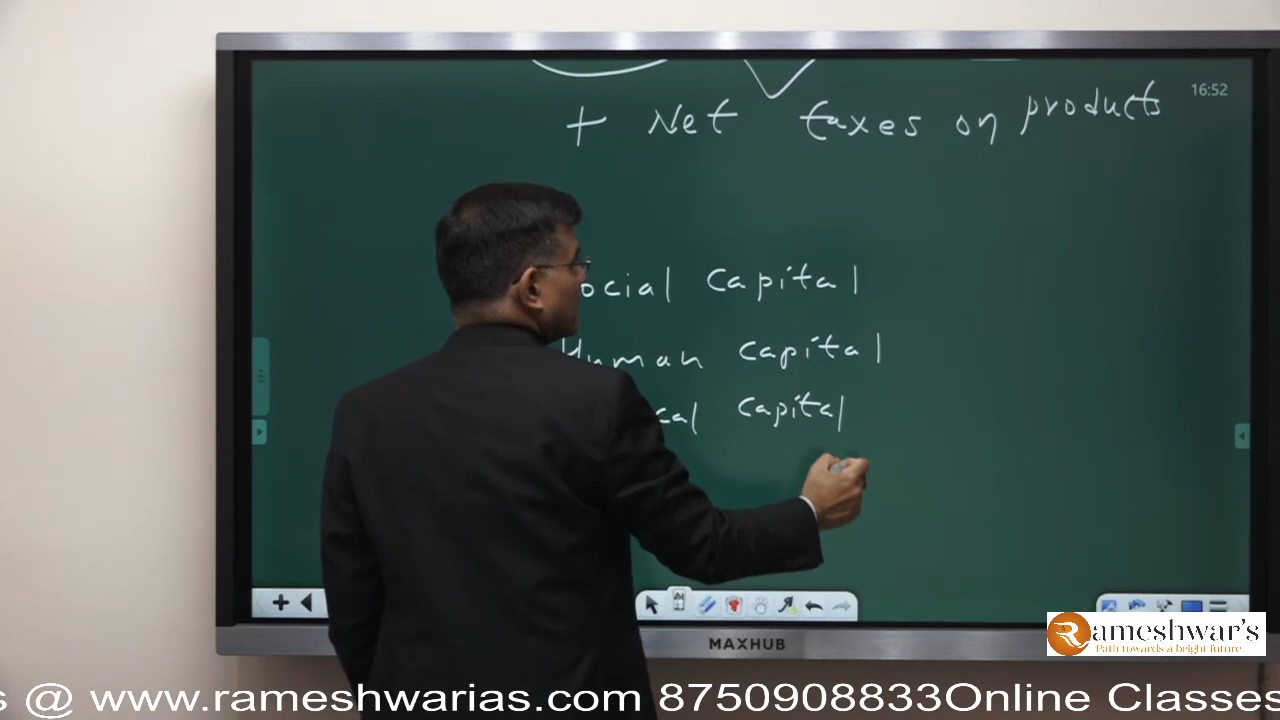 16:52
+ Net taxes on products
ocial Capital
Human Capital
cal Capital
MAXHUB
Rameshwar's
Path towards a bright future
s @ www.rameshwarias.com 8750908833Online Classes